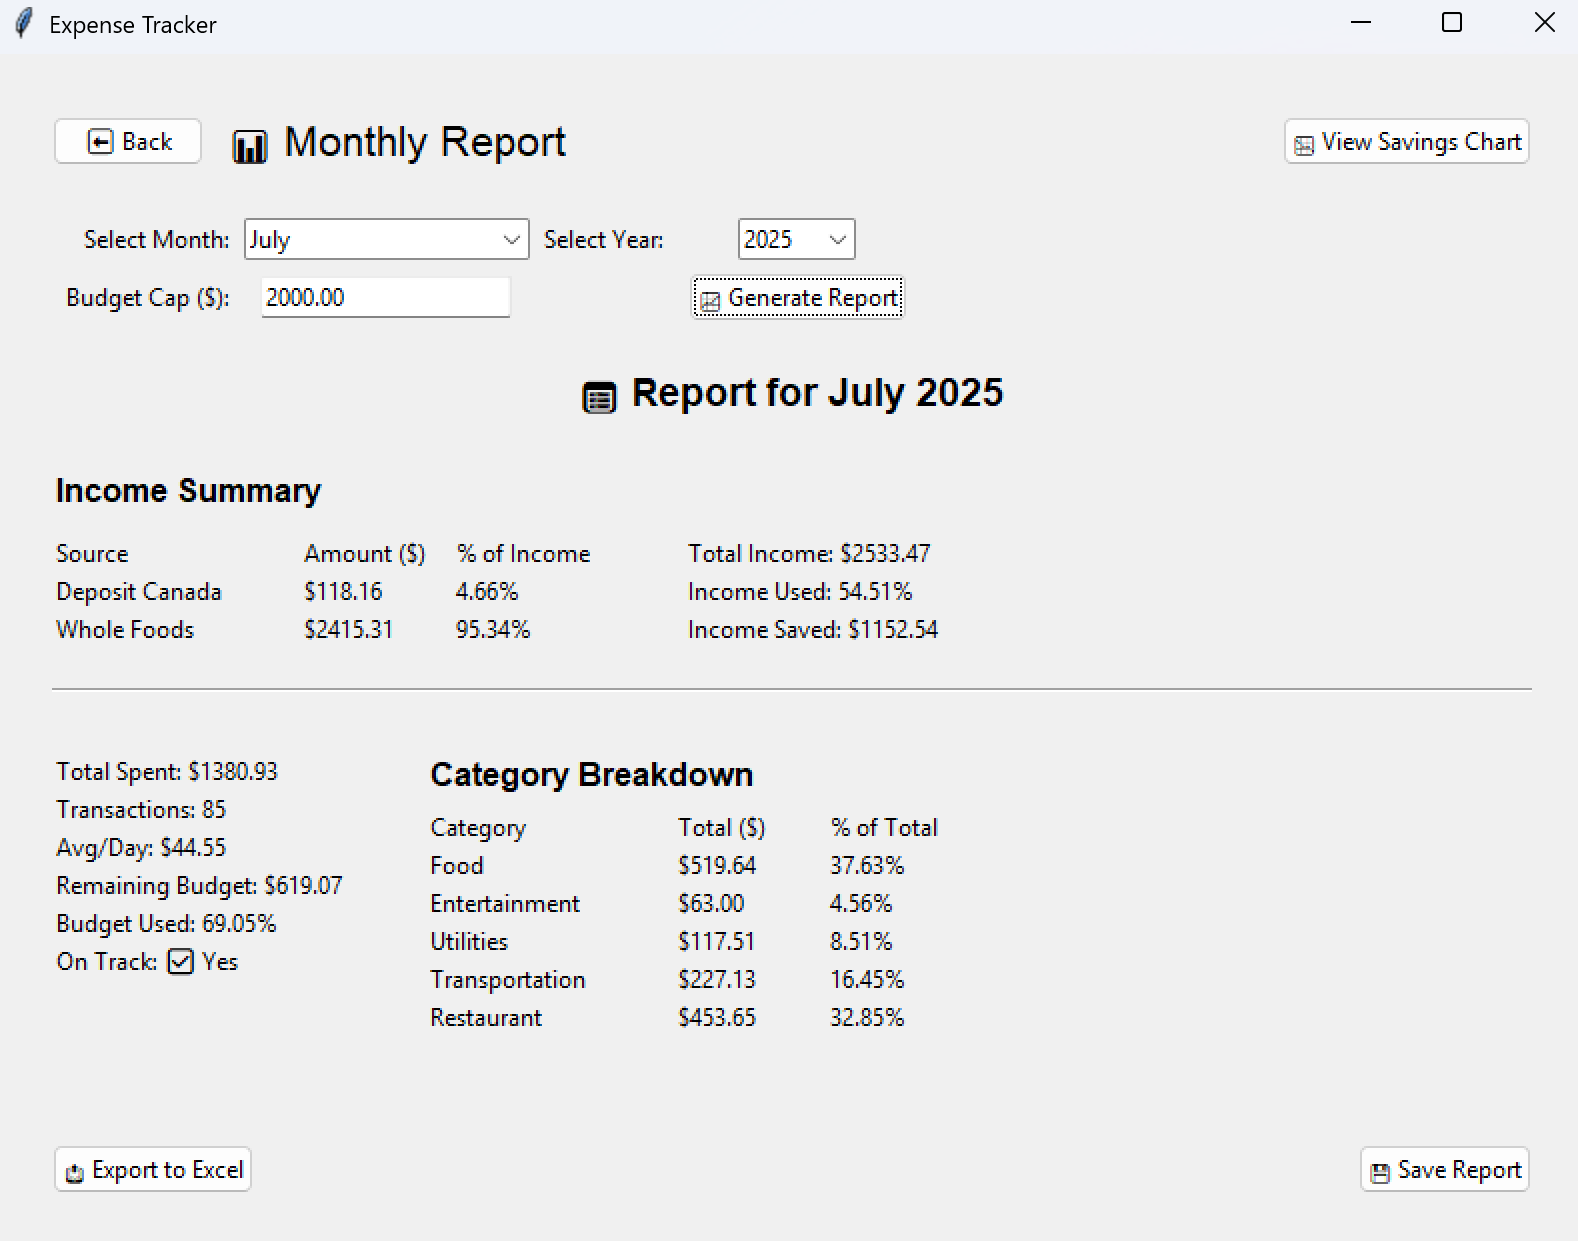 Expense Tracker
Back
Monthly Report
View Savings Chart
Select Month: July Select Year: 2025
Budget Cap ($): 2000.00 Generate Report
Report for July 2025
Income Summary
Source Amount ($) % of Income Total Income: $2533.47
Deposit Canada $118.16 4.66% Income Used: 54.51%
Whole Foods $2415.31 95.34% Income Saved: $1152.54
Total Spent: $1380.93
Transactions: 85
Avg/Day: $44.55
Remaining Budget: $619.07
Budget Used: 69.05%
On Track: Yes
Category Breakdown
Category Total ($) % of Total
Food $519.64 37.63%
Entertainment $63.00 4.56%
Utilities $117.51 8.51%
Transportation $227.13 16.45%
Restaurant $453.65 32.85%
Export to Excel
Save Report